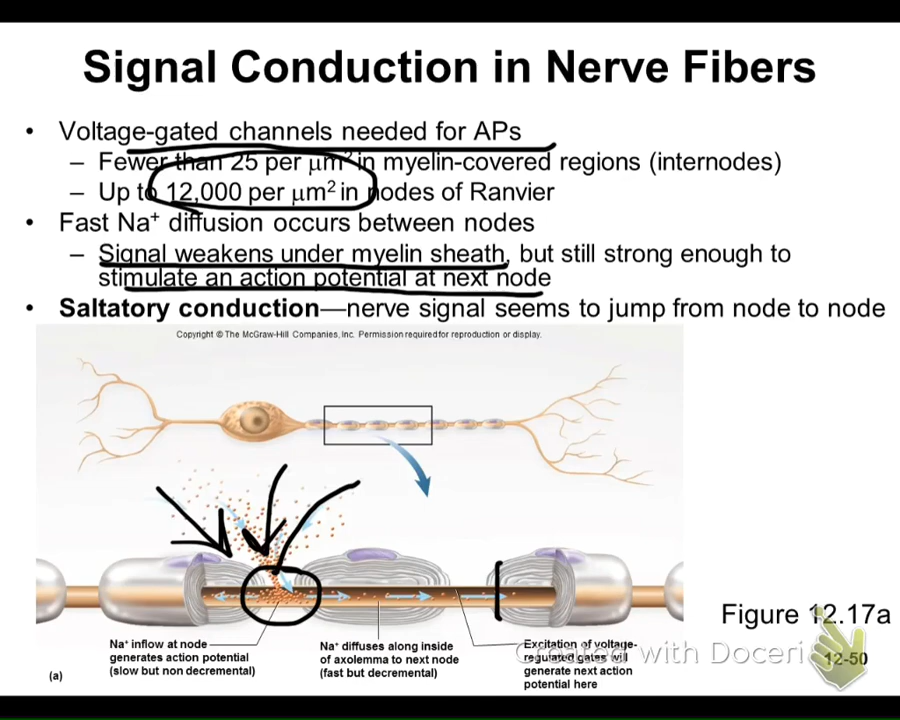 Signal Conduction in Nerve Fibers
• Voltage-gated channels needed for APs
– Fewer than 25 per μm² in myelin-covered regions (internodes)
– Up to 12,000 per μm² in nodes of Ranvier
• Fast Na⁺ diffusion occurs between nodes
– Signal weakens under myelin sheath, but still strong enough to
stimulate an action potential at next node
• Saltatory conduction—nerve signal seems to jump from node to node
Copyright © The McGraw-Hill Companies, Inc. Permission required for reproduction or display.
Na⁺ inflow at node
generates action potential
(slow but non decremental)
Na⁺ diffuses along inside
of axolemma to next node
(fast but decremental)
Excitation of voltage-
regulated gates will
generate next action
potential here
(a)
Figure 12.17a
Created with Doceri
12-50